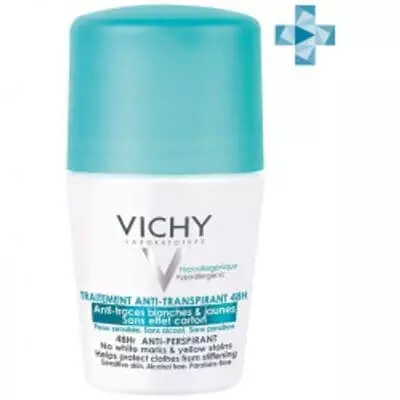 VICHY
LABORATOIRES
Hypoallergénique
Hypoallergenic
TRAITEMENT ANTI-TRANSPIRANT 48H
Anti-traces blanches & jaunes
Sans effet carton
Peau sensible. Sans alcool. Sans parabène
48Hr ANTI-PERSPIRANT
No white marks & yellow stains
Helps protect clothes from stiffening
Sensitive skin. Alcohol free. Paraben free